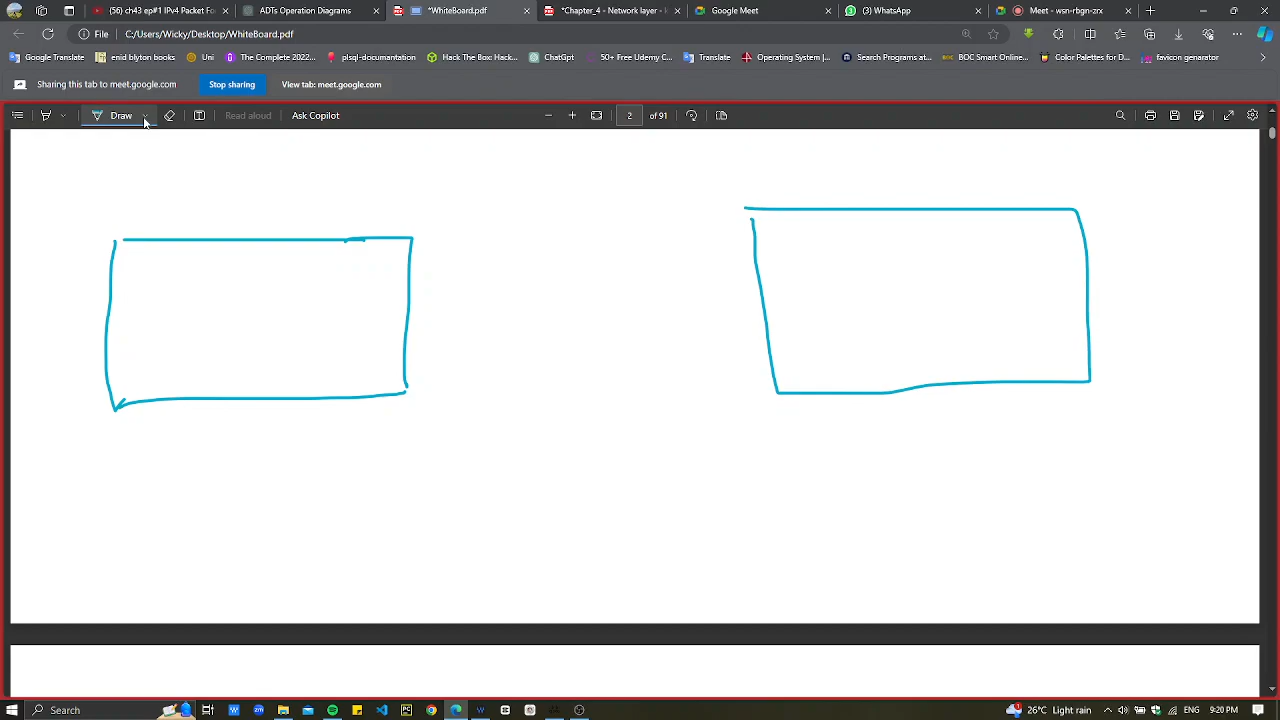 (56) ch43 ep#1 IPv4 Packet Fo
ADTs Operation Diagrams
*WhiteBoard.pdf
*Chapter 4 - Network layer -
Google Meet
(3) WhatsApp
Meet - wsn-rbgn-zcx
File
C:/Users/Wicky/Desktop/WhiteBoard.pdf
Google Translate
enid blyton books
Uni
The Complete 2022...
plsql-documentation
Hack The Box: Hack...
ChatGpt
50+ Free Udemy C...
Translate
Operating System |...
Search Programs at...
BOC
BOC Smart Online...
Color Palettes for D...
favicon generator
Sharing this tab to meet.google.com
Stop sharing
View tab: meet.google.com
Draw
Read aloud
Ask Copilot
2
of 91
Search
26°C Light rain
ENG
9:20 PM